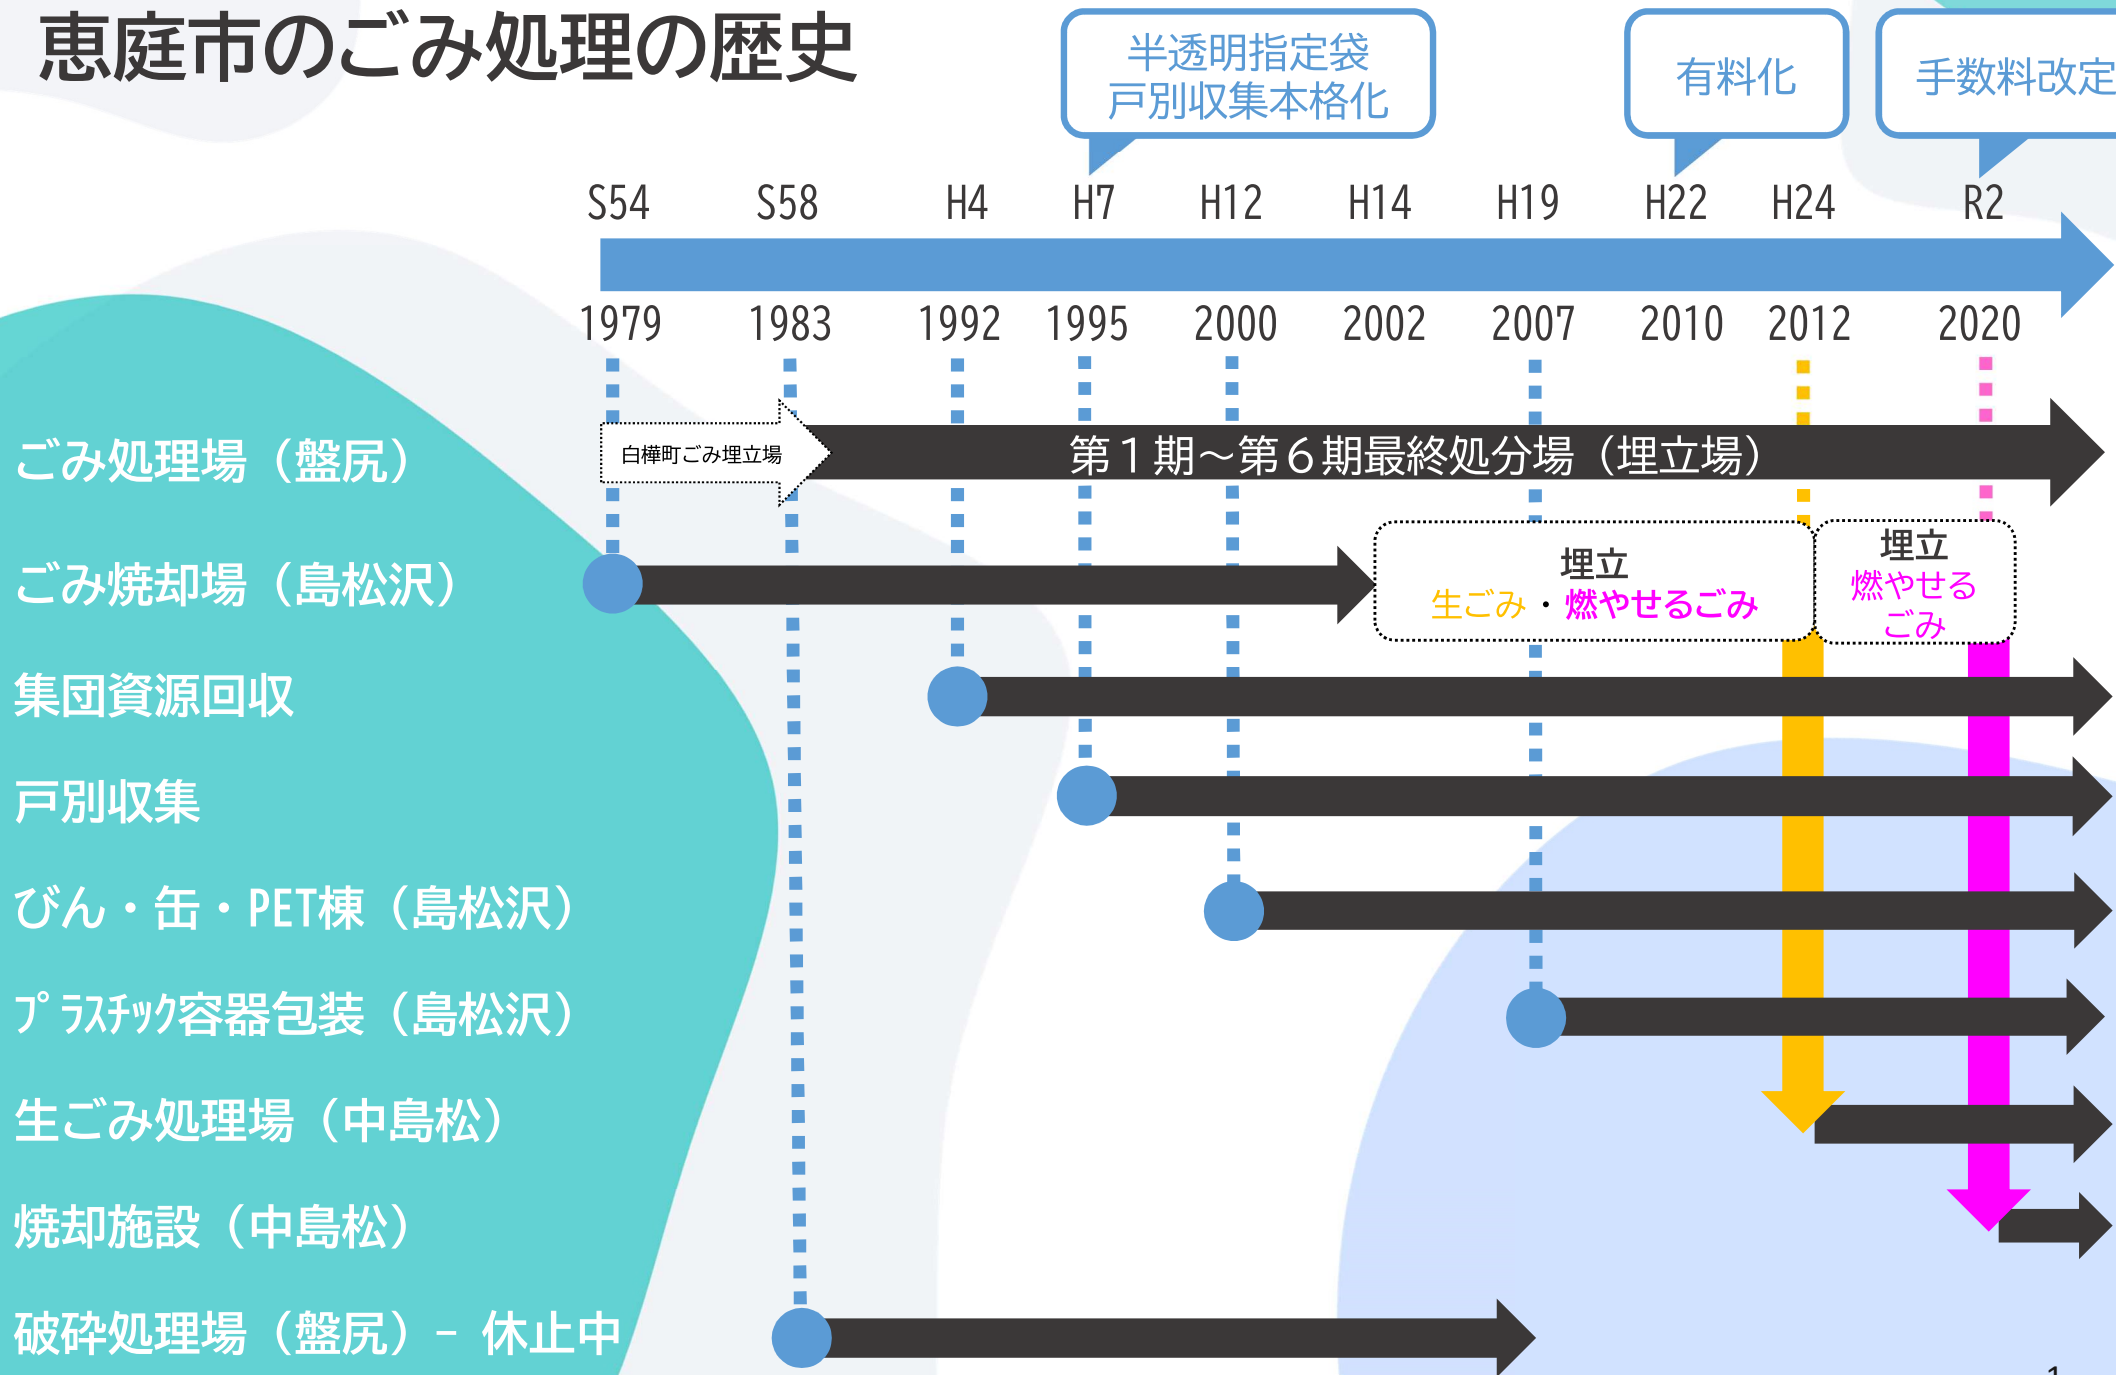 恵庭市のごみ処理の歴史
半透明指定袋
戸別収集本格化
有料化
手数料改定
S54 S58 H4 H7 H12 H14 H19 H22 H24 R2
1979 1983 1992 1995 2000 2002 2007 2010 2012 2020
ごみ処理場（盤尻）
白樺町ごみ埋立場
第１期～第６期最終処分場（埋立場）
ごみ焼却場（島松沢）
埋立
生ごみ・燃やせるごみ
埋立
燃やせる
ごみ
集団資源回収
戸別収集
びん・缶・PET棟（島松沢）
ﾌﾟﾗｽﾁｯｸ容器包装（島松沢）
生ごみ処理場（中島松）
焼却施設（中島松）
破砕処理場（盤尻）- 休止中
1